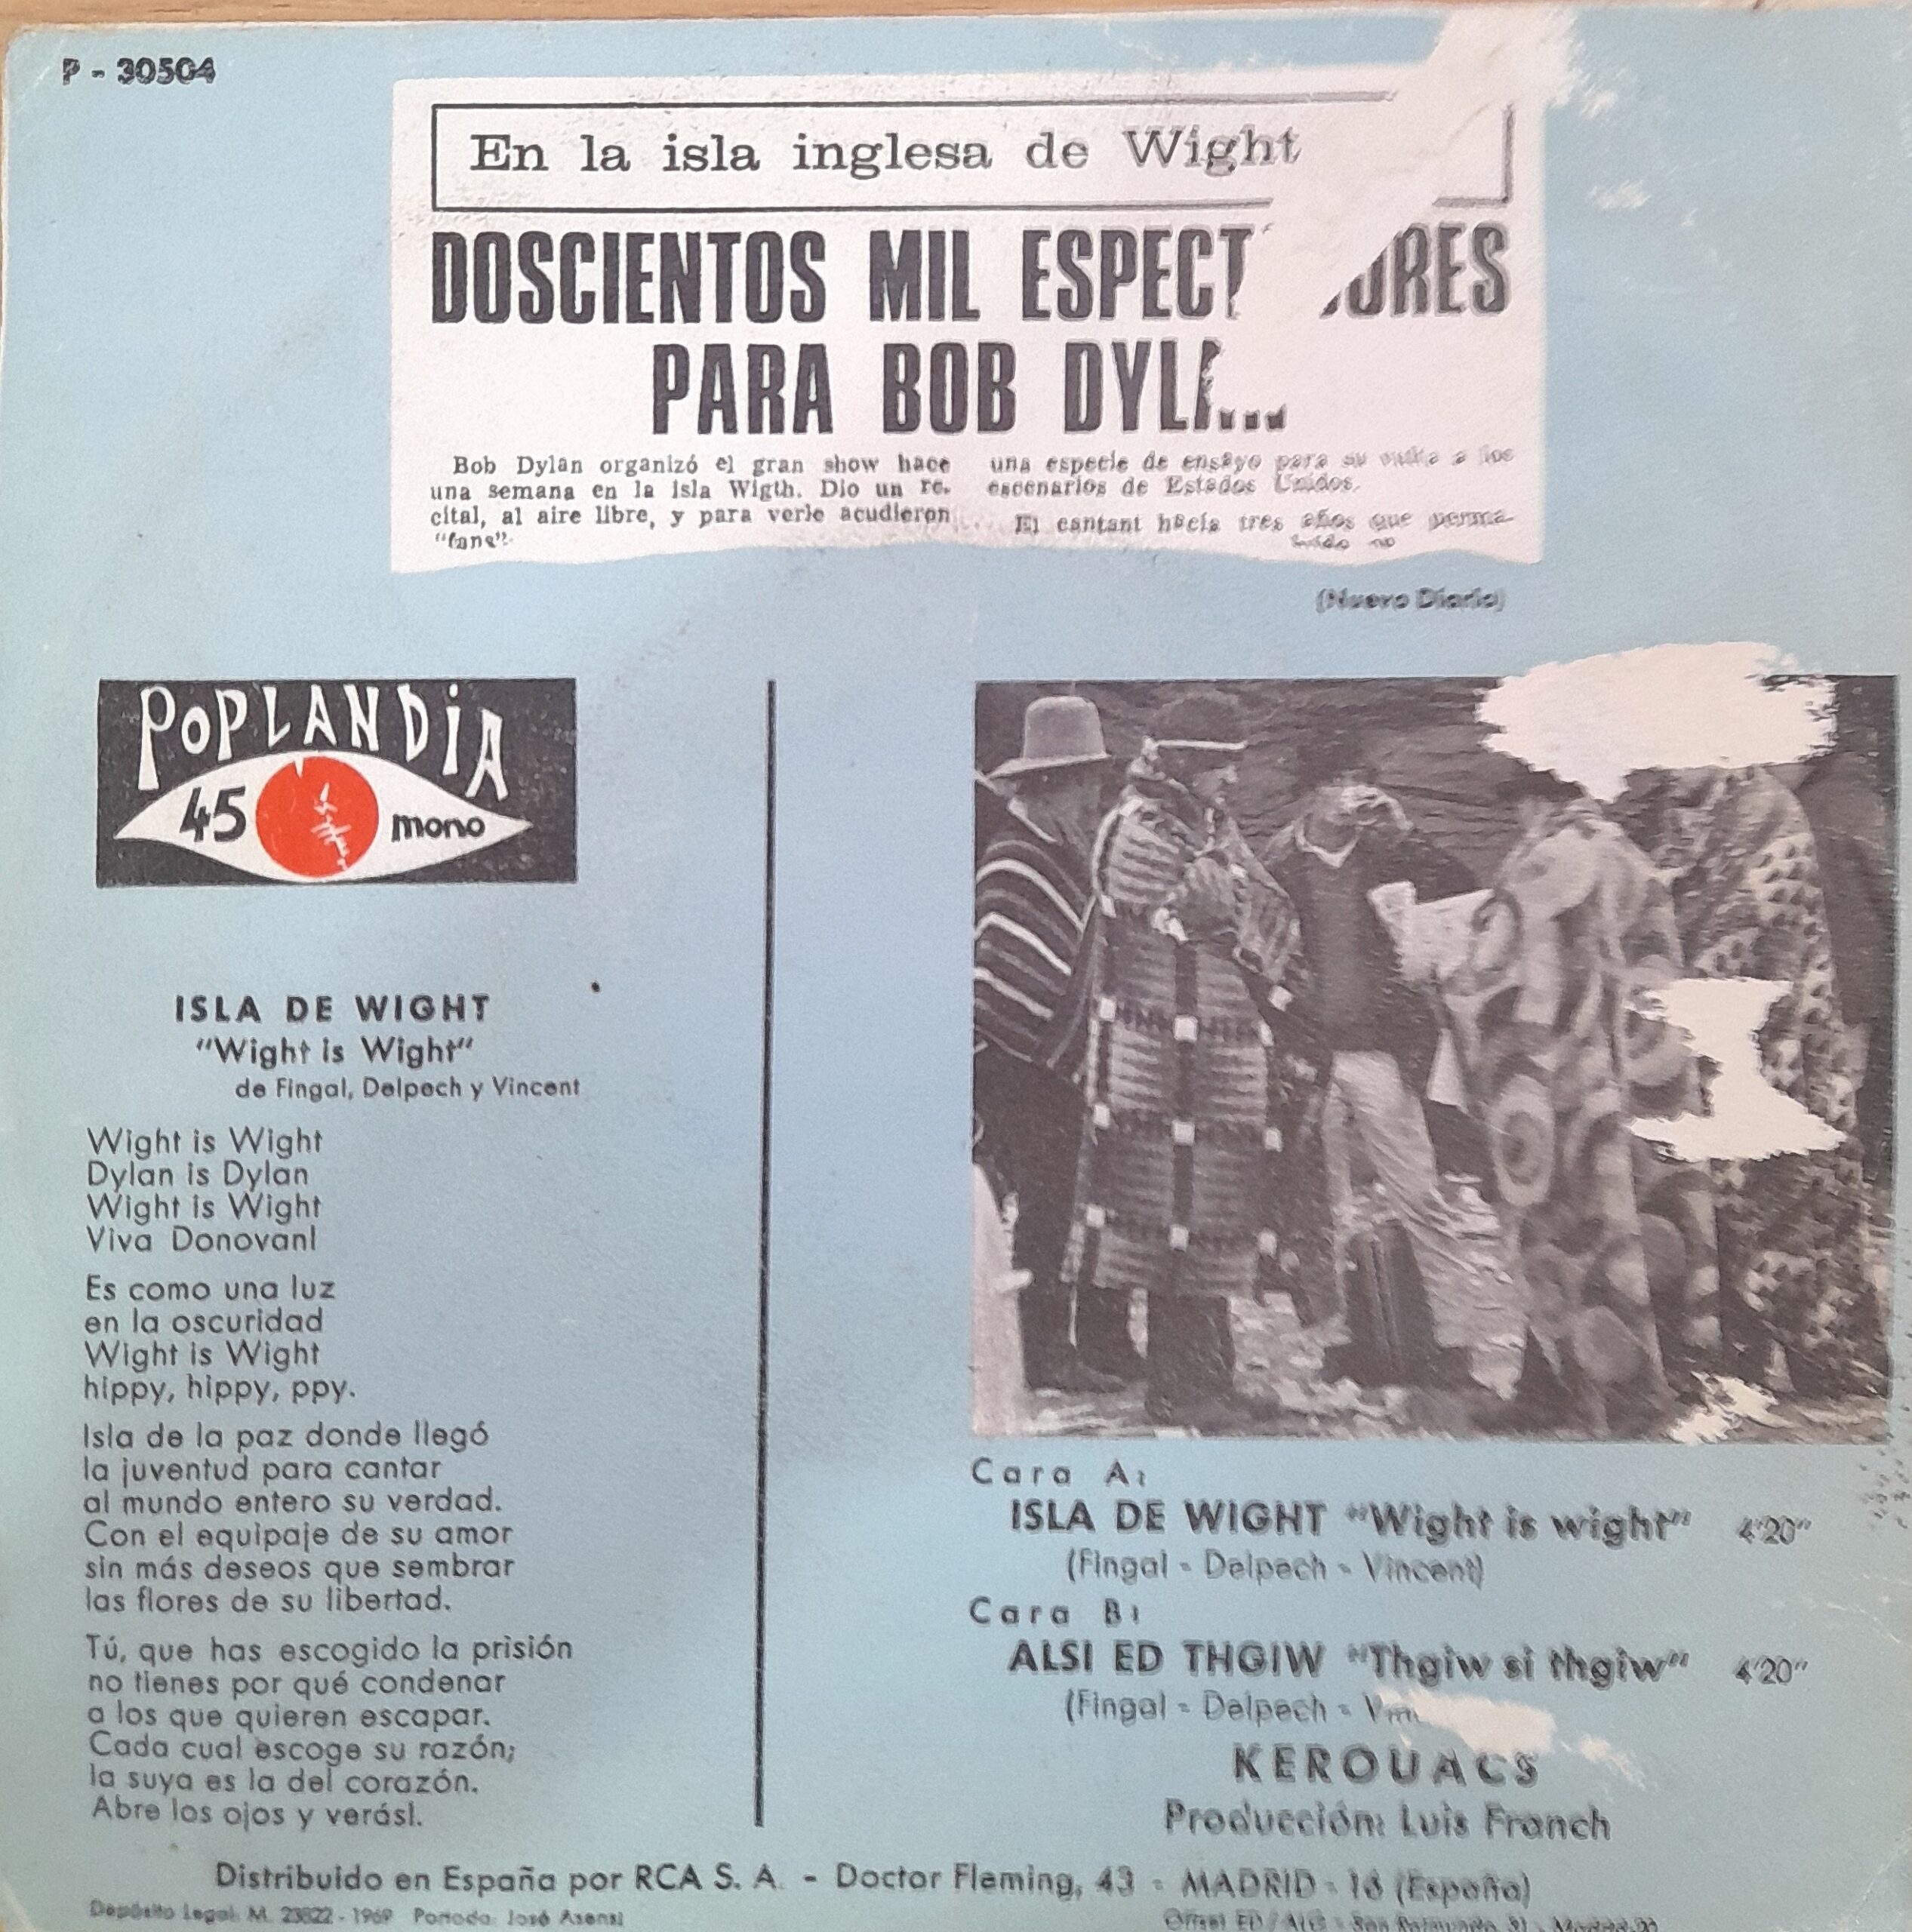 P - 30504
En la isla inglesa de Wight
DOSCIENTOS MIL
PARA BOB
Bob Dylan organizó el gran show hace
una semana en la isla Wigth. Dio un re-
cital, al aire libre, y para verle acudieron
"fans"
una especie de ensayo para su vuelta a los
escenarios de Estados Unidos.
El cantant hacía tres años que perma-
(Nuevo Diario)
POPLANDIA
45 mono
ISLA DE WIGHT
"Wight is Wight"
de Fingal, Delpech y Vincent
Wight is Wight
Dylan is Dylan
Wight is Wight
Viva Donovan!
Es como una luz
en la oscuridad
Wight is Wight
hippy, hippy, ppy.
Isla de la paz donde llegó
la juventud para cantar
al mundo entero su verdad.
Con el equipaje de su amor
sin más deseos que sembrar
las flores de su libertad.
Tú, que has escogido la prisión
no tienes por qué condenar
a los que quieren escapar.
Cada cual escoge su razón;
la suya es la del corazón.
Abre los ojos y verás!.
Cara A:
ISLA DE WIGHT "Wight is wight" 4'20"
(Fingal - Delpech - Vincent)
Cara B:
ALSI ED THGIW "Thgiw si thgiw" 4'20"
(Fingal - Delpech -
KEROUACS
Producción: Luis Franch
Distribuido en España por RCA S. A. - Doctor Fleming, 43 - MADRID - 16 (España)
Depósito Legal: M. 23822 - 1969 Portada: José Asensi